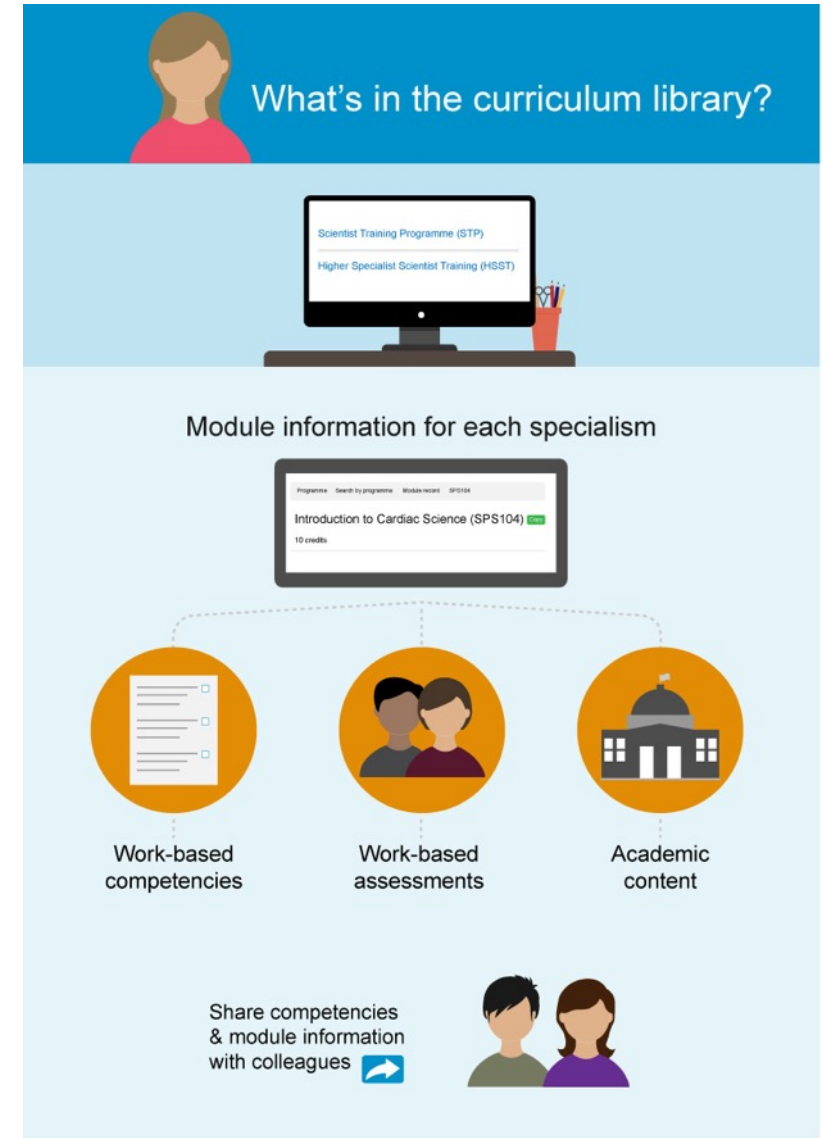 What's in the curriculum library?
Scientist Training Programme (STP)
Higher Specialist Scientist Training (HSST)
Module information for each specialism
Programme Search by programme Module record SPS104
Introduction to Cardiac Science (SPS104) Copy
10 credits
Work-based
competencies
Work-based
assessments
Academic
content
Share competencies
& module information
with colleagues